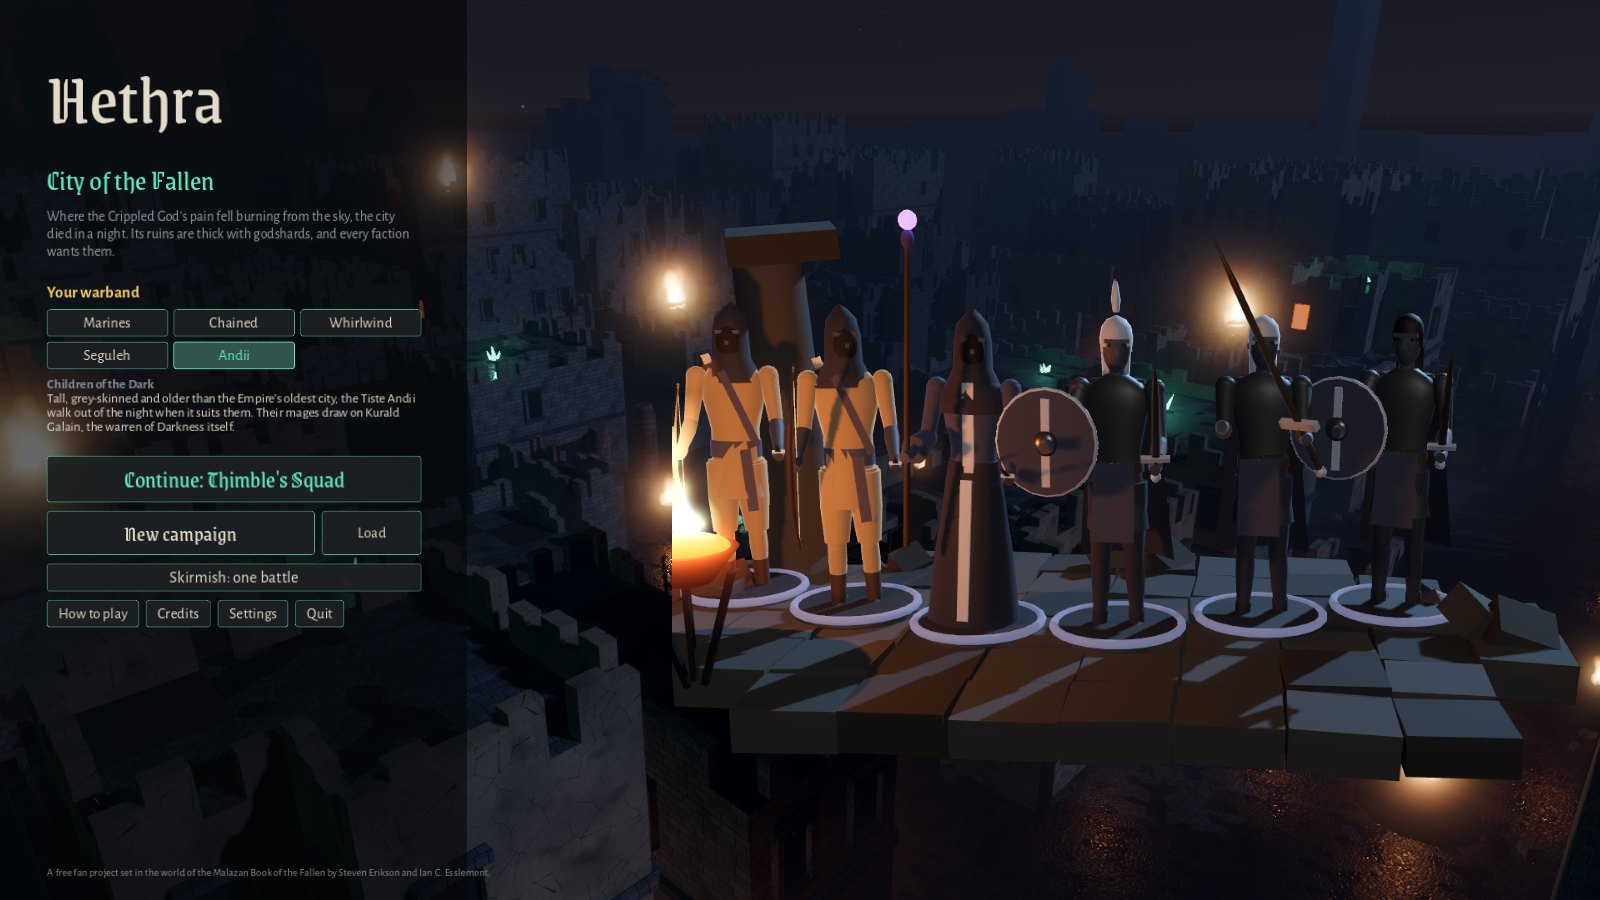 Hethra
City of the Fallen
Where the Crippled God's pain fell burning from the sky, the city
died in a night. Its ruins are thick with godshards, and every faction
wants them.
Your warband
Marines
Chained
Whirlwind
Seguleh
Andii
Children of the Dark
Tall, grey-skinned and older than the Empire's oldest city, the Tiste Andii
walk out of the night when it suits them. Their mages draw on Kurald
Galain, the warren of Darkness itself.
Continue: Thimble's Squad
New campaign
Load
Skirmish: one battle
How to play
Credits
Settings
Quit
A free fan project set in the world of the Malazan Book of the Fallen by Steven Erikson and Ian C. Esslemont.